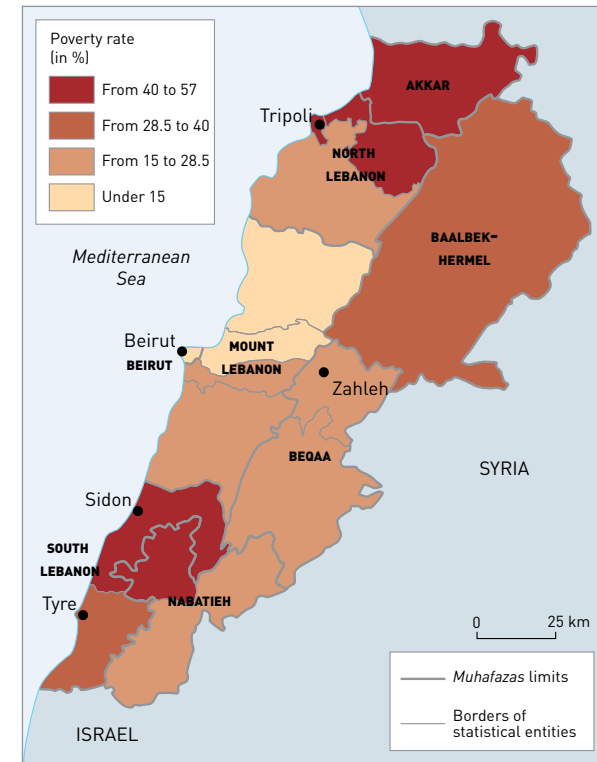 Poverty rate
(in %)
From 40 to 57
From 28.5 to 40
From 15 to 28.5
Under 15
AKKAR
Tripoli
NORTH
LEBANON
BAALBEK–
HERMEL
Mediterranean
Sea
Beirut
BEIRUT
MOUNT
LEBANON
Zahleh
BEQAA
SYRIA
Sidon
SOUTH
LEBANON
NABATIEH
Tyre
0 25 km
Muhafazas limits
Borders of
statistical entities
ISRAEL